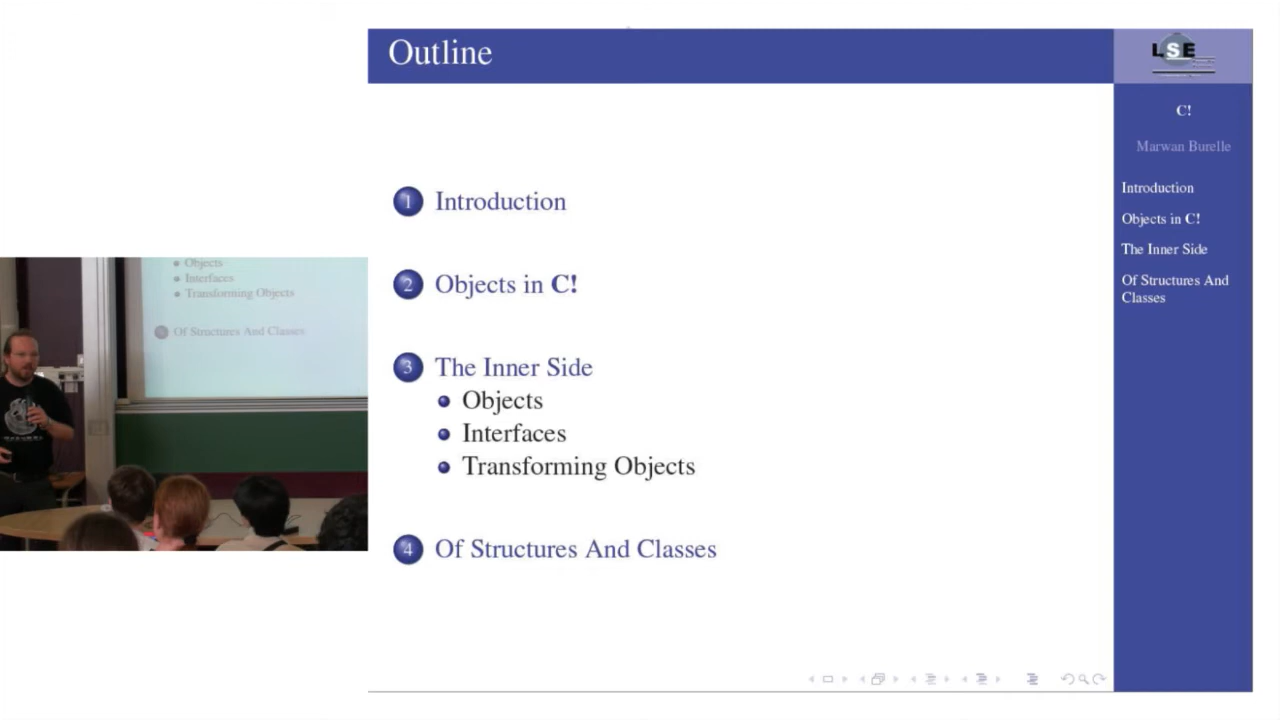 Outline
LSE
C!
Marwan Burelle
Introduction
Objects in C!
The Inner Side
Of Structures And
Classes
1 Introduction
2 Objects in C!
3 The Inner Side
Objects
Interfaces
Transforming Objects
4 Of Structures And Classes
Objects
Interfaces
Transforming Objects
Of Structures And Classes